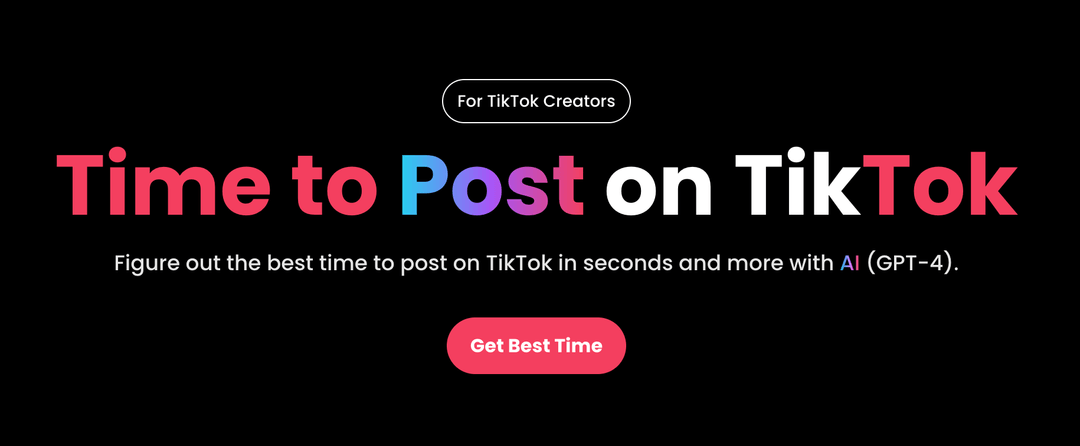 For TikTok Creators
Time to Post on TikTok
Figure out the best time to post on TikTok in seconds and more with AI (GPT-4).
Get Best Time